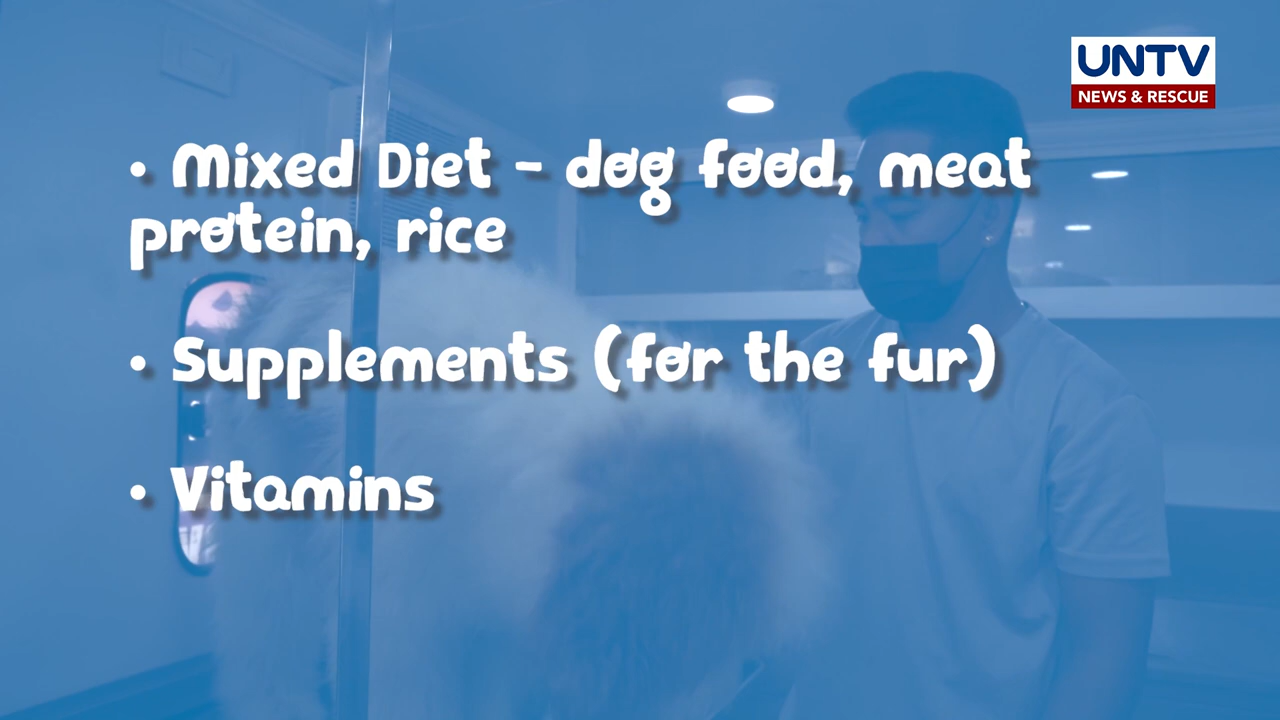 UNTV
NEWS & RESCUE
• Mixed Diet - dog food, meat
protein, rice
• Supplements (for the fur)
• Vitamins